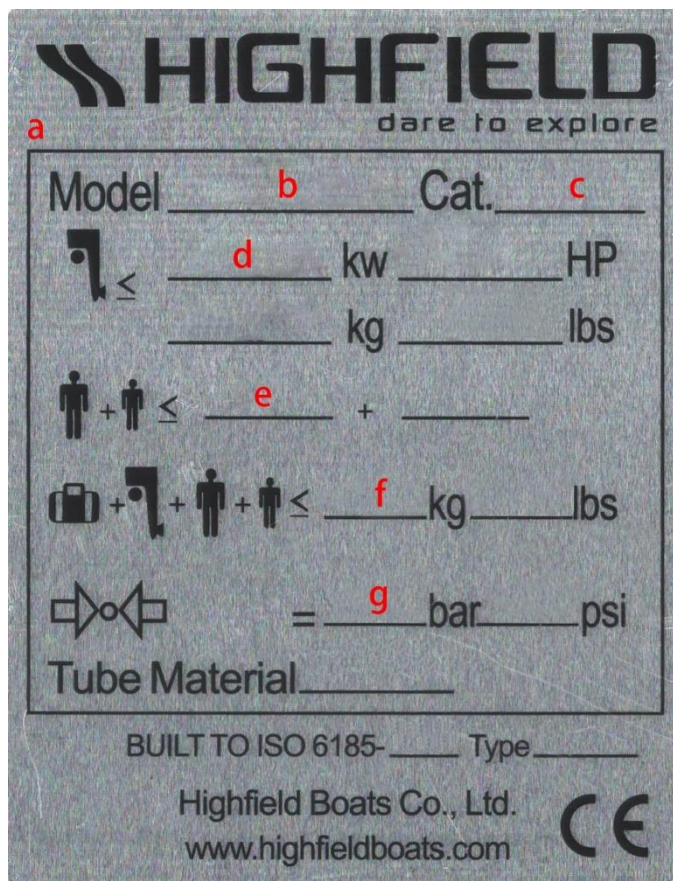 HIGHFIELD
dare to explore
a
Model b Cat. c
≤ d kw HP
kg lbs
+ ≤ e +
+ + + ≤ f kg lbs
= g bar psi
Tube Material
BUILT TO ISO 6185- Type
Highfield Boats Co., Ltd.
www.highfieldboats.com CE